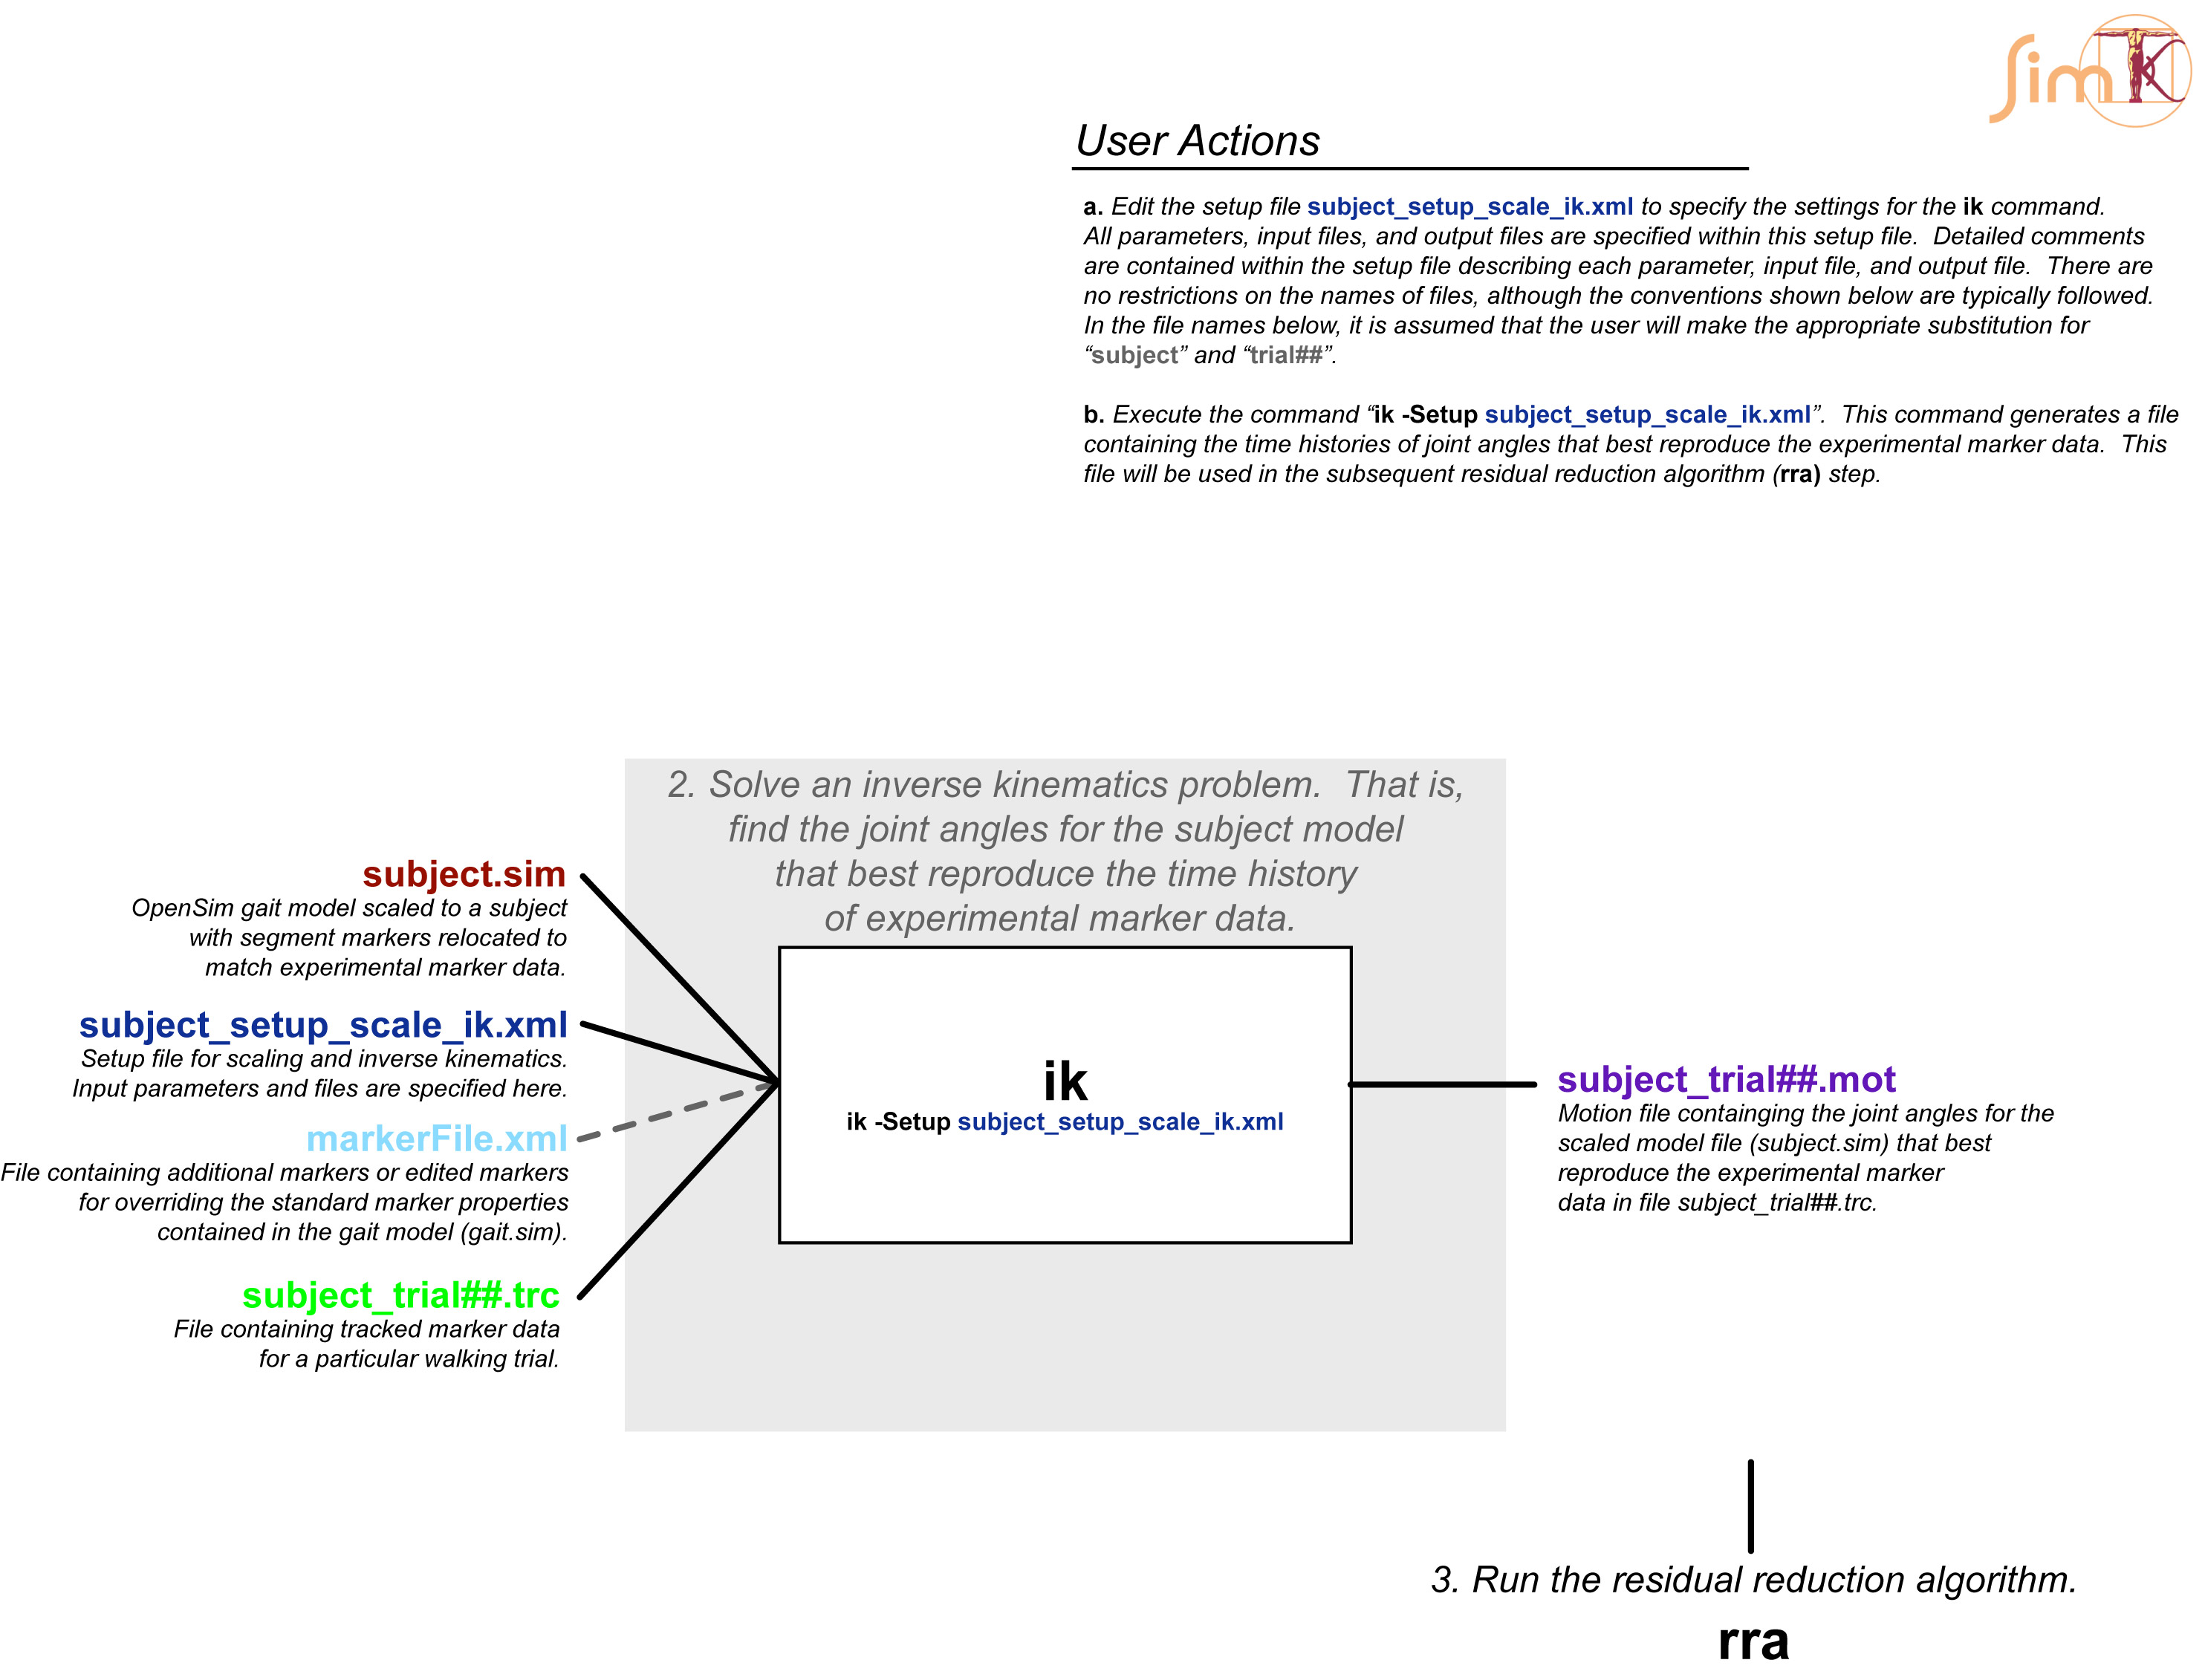 SimTK
User Actions
a. Edit the setup file subject_setup_scale_ik.xml to specify the settings for the ik command.
All parameters, input files, and output files are specified within this setup file.  Detailed comments
are contained within the setup file describing each parameter, input file, and output file.  There are
no restrictions on the names of files, although the conventions shown below are typically followed.
In the file names below, it is assumed that the user will make the appropriate substitution for
“subject” and “trial##”.
b. Execute the command “ik -Setup subject_setup_scale_ik.xml”.  This command generates a file
containing the time histories of joint angles that best reproduce the experimental marker data.  This
file will be used in the subsequent residual reduction algorithm (rra) step.
2. Solve an inverse kinematics problem.  That is,
find the joint angles for the subject model
that best reproduce the time history
of experimental marker data.
subject.sim
OpenSim gait model scaled to a subject
with segment markers relocated to
match experimental marker data.
subject_setup_scale_ik.xml
Setup file for scaling and inverse kinematics.
Input parameters and files are specified here.
markerFile.xml
File containing additional markers or edited markers
for overriding the standard marker properties
contained in the gait model (gait.sim).
subject_trial##.trc
File containing tracked marker data
for a particular walking trial.
ik
ik -Setup subject_setup_scale_ik.xml
subject_trial##.mot
Motion file containging the joint angles for the
scaled model file (subject.sim) that best
reproduce the experimental marker
data in file subject_trial##.trc.
3. Run the residual reduction algorithm.
rra